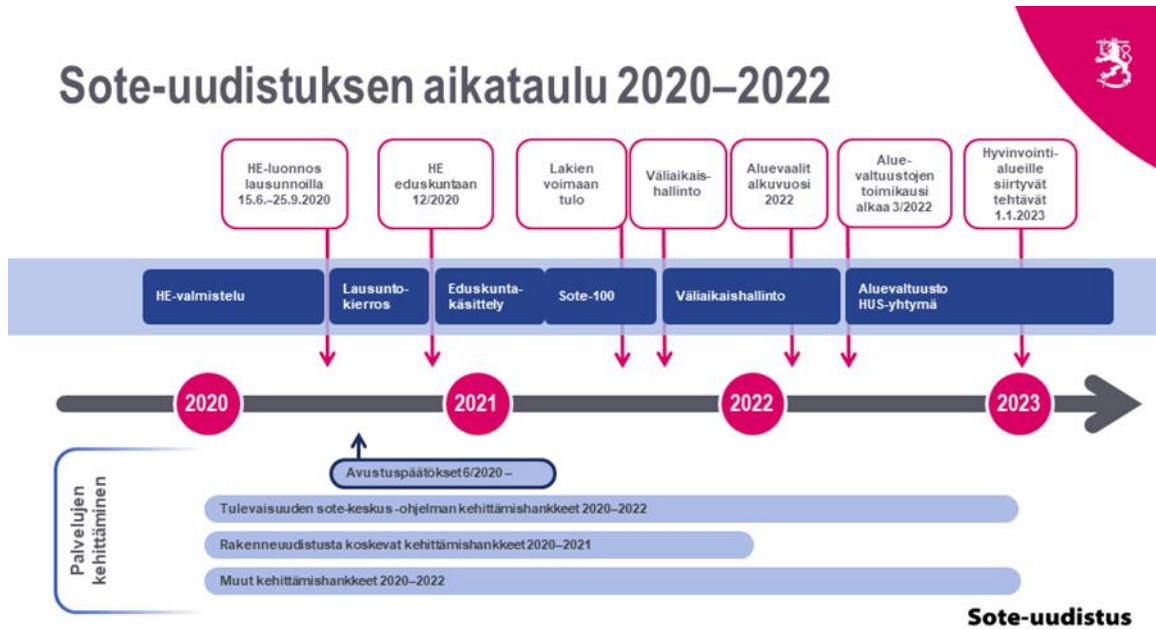 Sote-uudistuksen aikataulu 2020–2022
HE-luonnos
lausunnoilla
15.6.–25.9.2020
HE
eduskuntaan
12/2020
Lakien
voimaan
tulo
Väliaikais-
hallinto
Aluevaalit
alkuvuosi
2022
Alue-
valtuustojen
toimikausi
alkaa 3/2022
Hyvinvointi-
alueille
siirtyvät
tehtävät
1.1.2023
HE-valmistelu
Lausunto-
kierros
Eduskunta-
käsittely
Sote-100
Väliaikaishallinto
Aluevaltuusto
HUS-yhtymä
2020
2021
2022
2023
Palvelujen
kehittäminen
Avustuspäätökset 6/2020 –
Tulevaisuuden sote-keskus -ohjelman kehittämishankkeet 2020–2022
Rakenneuudistusta koskevat kehittämishankkeet 2020–2021
Muut kehittämishankkeet 2020–2022
Sote-uudistus